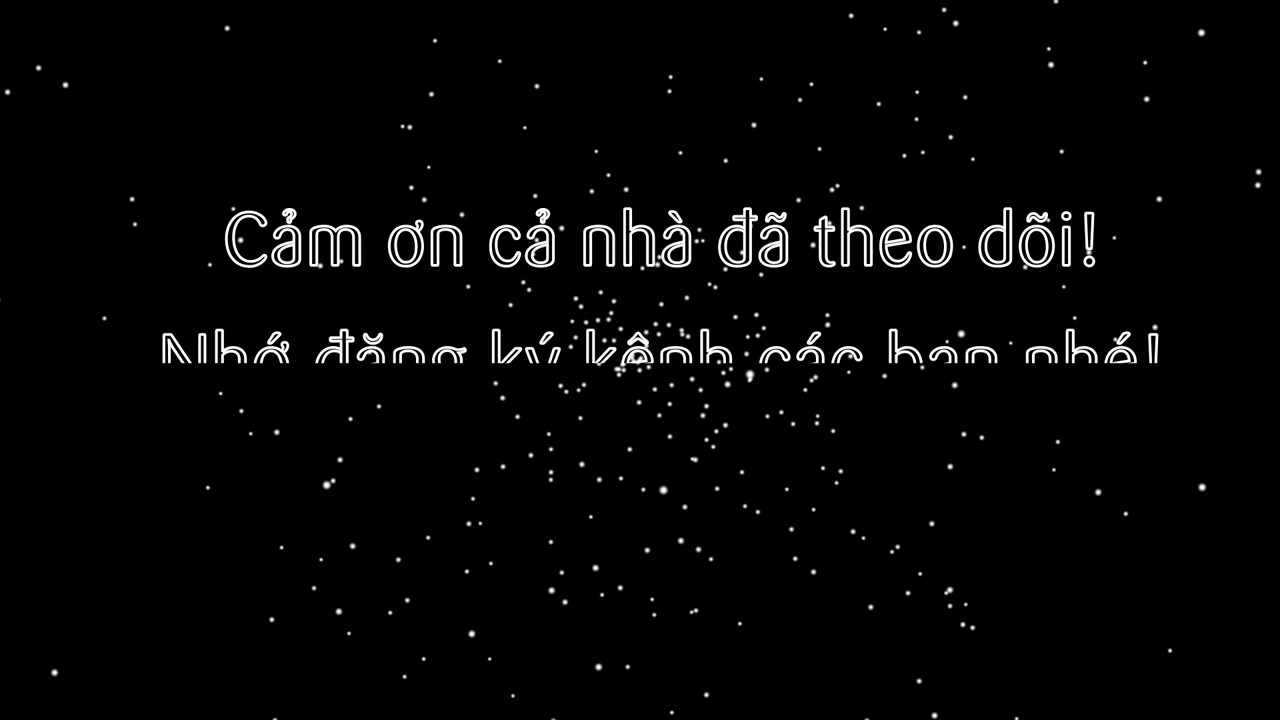 Cảm ơn cả nhà đã theo dõi!
Nhớ đăng ký kênh các bạn nhé!